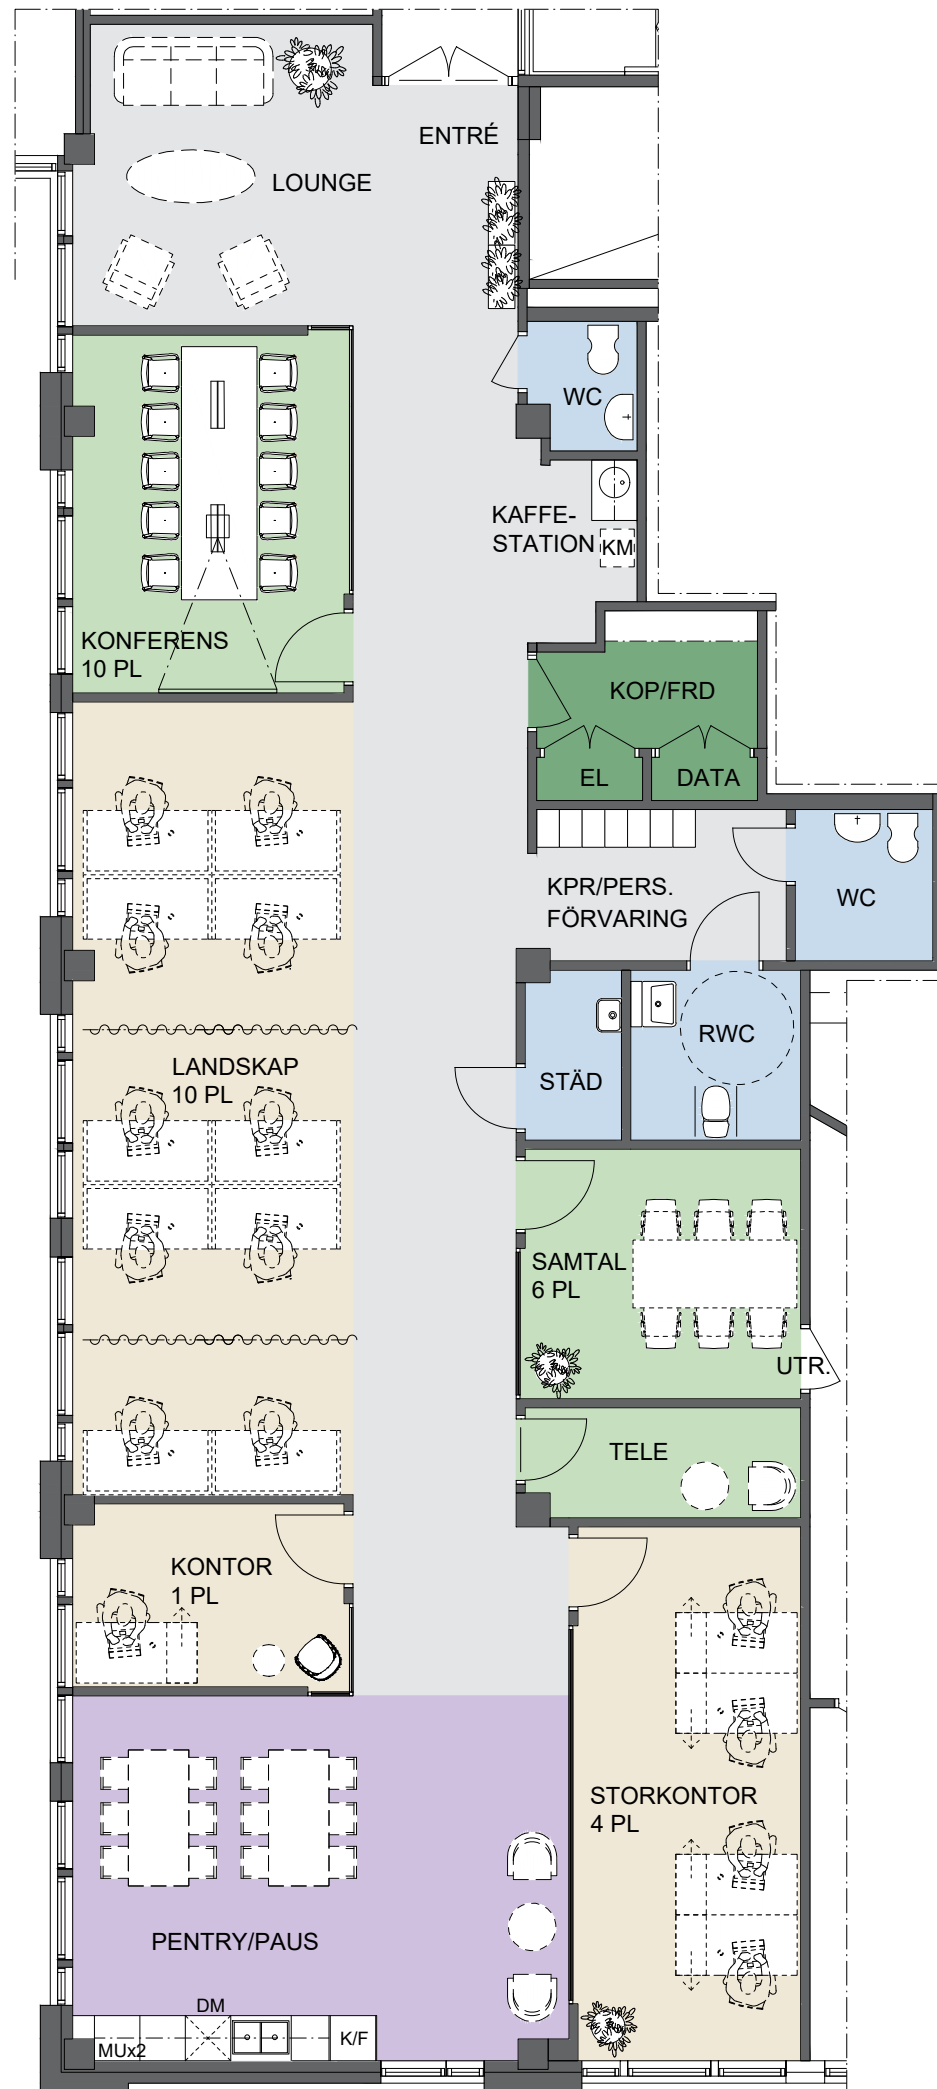 ENTRÉ
LOUNGE
WC
KAFFE-
STATION
KM
KONFERENS
10 PL
KOP/FRD
EL
DATA
KPR/PERS.
FÖRVARING
WC
RWC
STÄD
LANDSKAP
10 PL
SAMTAL
6 PL
UTR.
TELE
KONTOR
1 PL
STORKONTOR
4 PL
PENTRY/PAUS
DM
MUx2
K/F